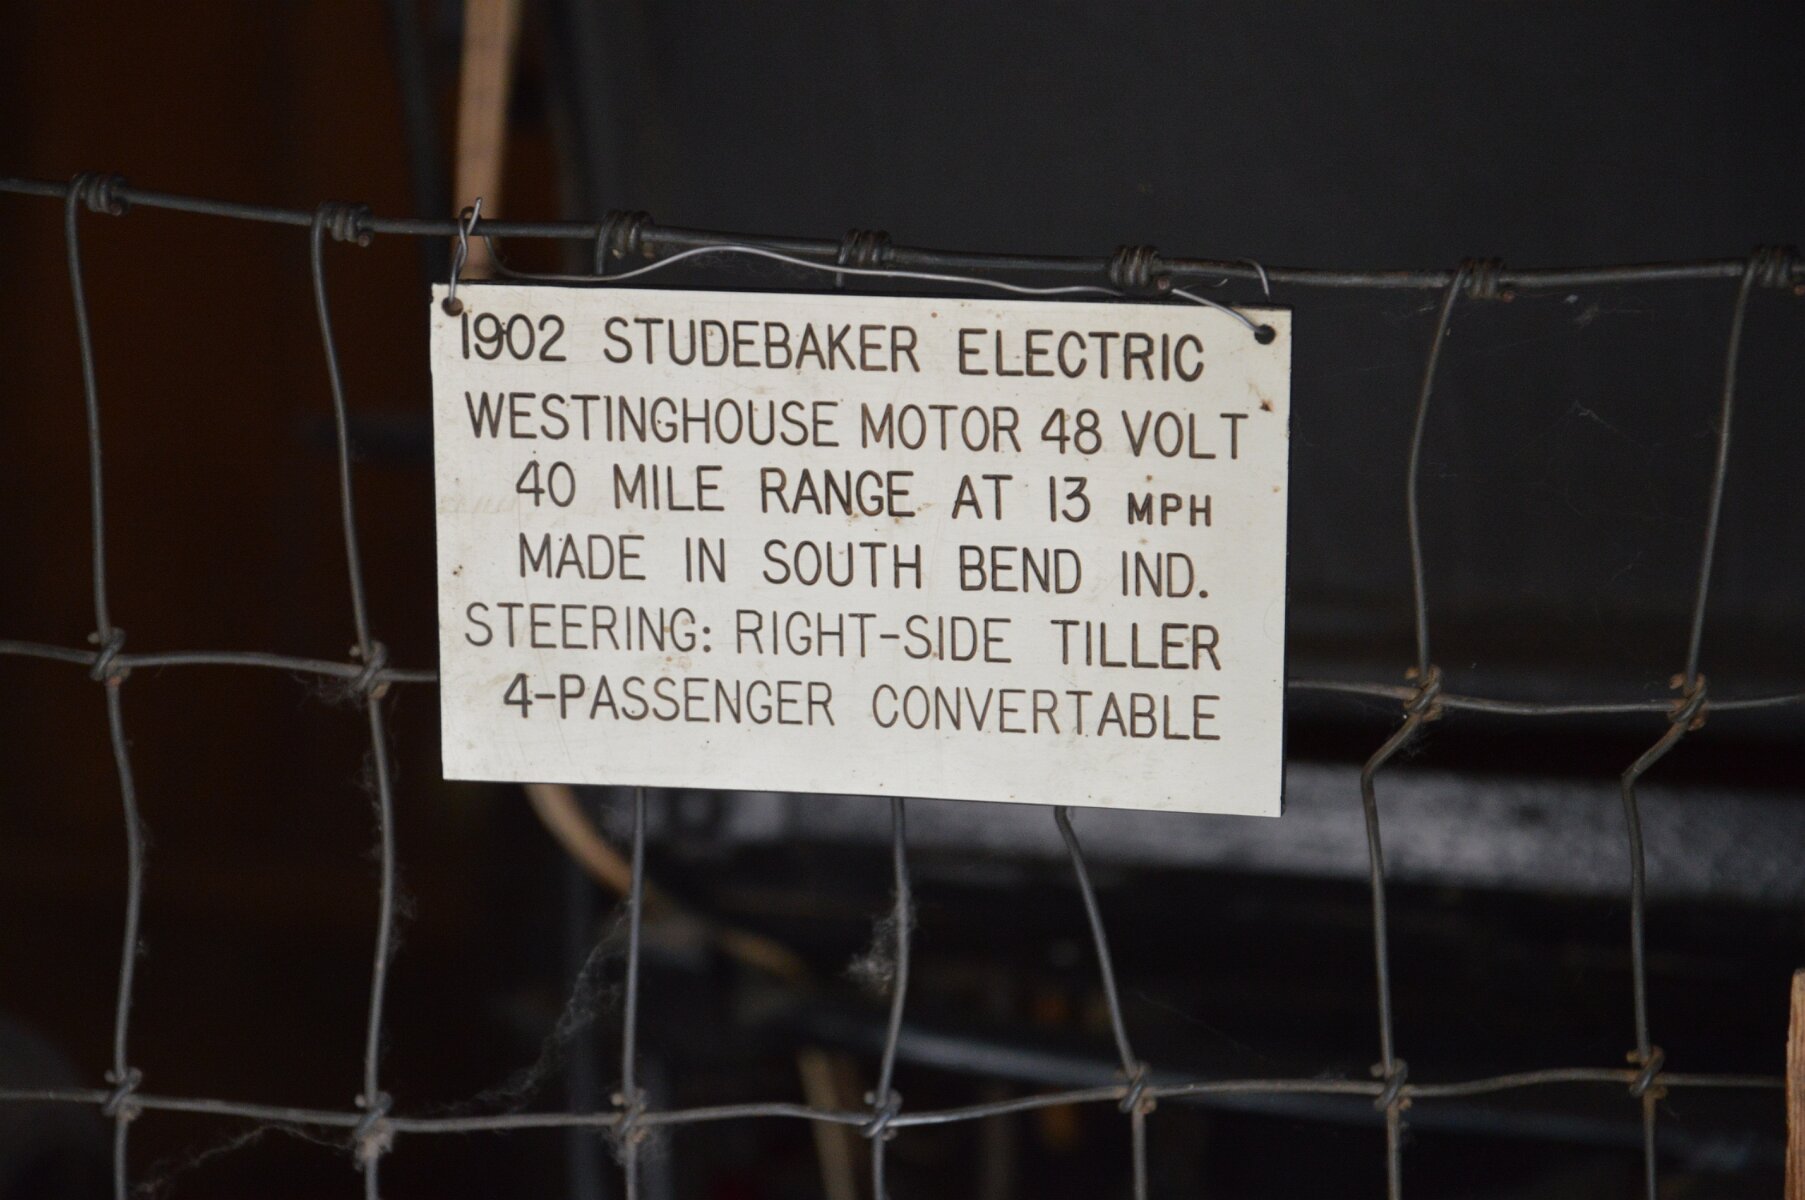 1902 STUDEBAKER ELECTRIC
WESTINGHOUSE MOTOR 48 VOLT
40 MILE RANGE AT 13 MPH
MADE IN SOUTH BEND IND.
STEERING: RIGHT-SIDE TILLER
4-PASSENGER CONVERTABLE